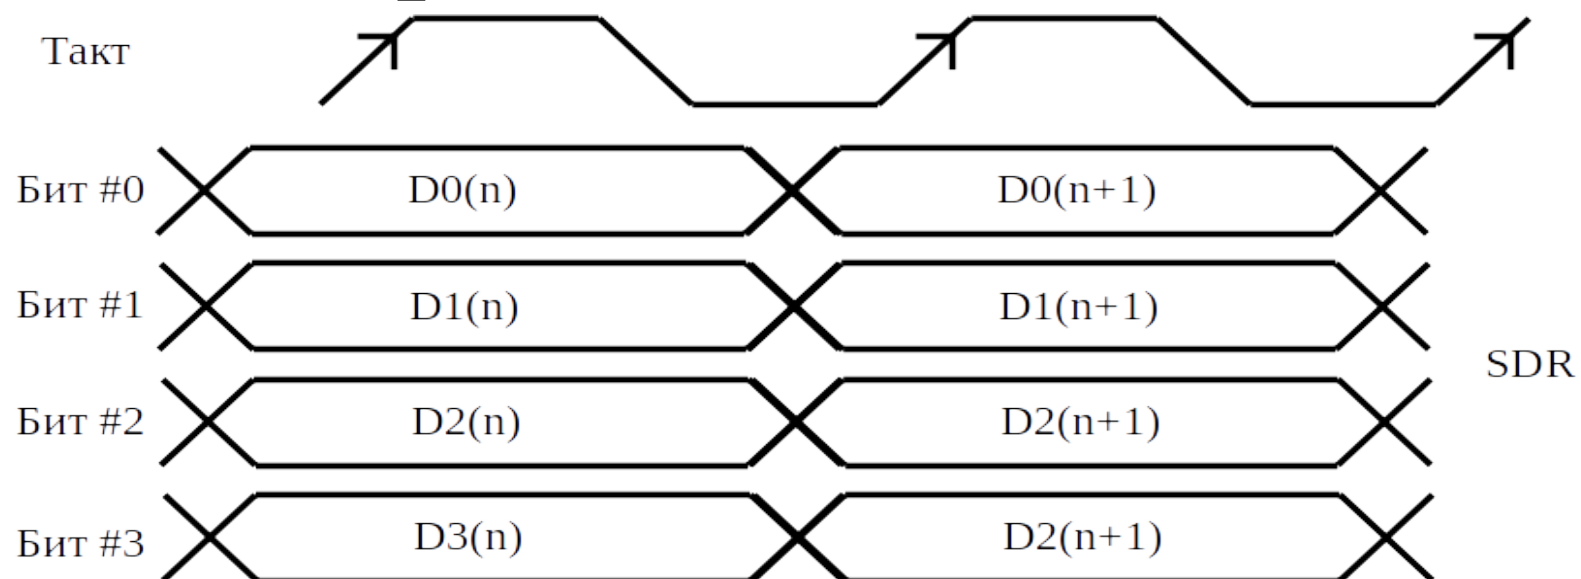 Такт
Бит #0 D0(n) D0(n+1)
Бит #1 D1(n) D1(n+1)
SDR
Бит #2 D2(n) D2(n+1)
Бит #3 D3(n) D2(n+1)